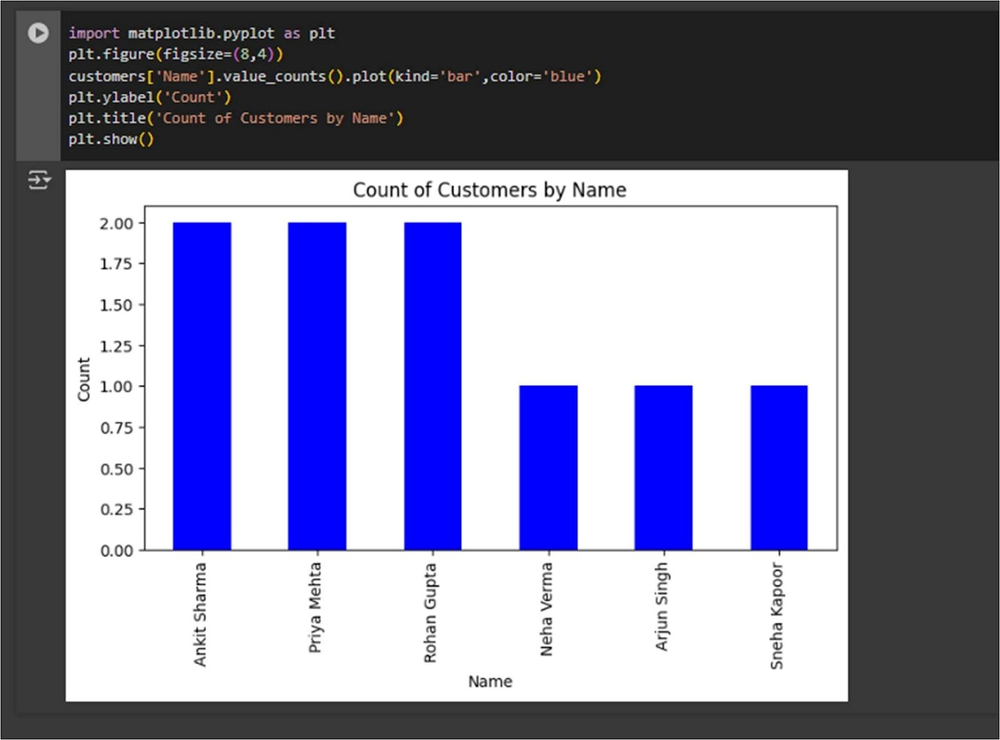 import matplotlib.pyplot as plt
plt.figure(figsize=(8,4))
customers['Name'].value_counts().plot(kind='bar',color='blue')
plt.ylabel('Count')
plt.title('Count of Customers by Name')
plt.show()
Count of Customers by Name
2.00
1.75
1.50
1.25
1.00
0.75
0.50
0.25
0.00
Count
Ankit Sharma
Priya Mehta
Rohan Gupta
Neha Verma
Arjun Singh
Sneha Kapoor
Name